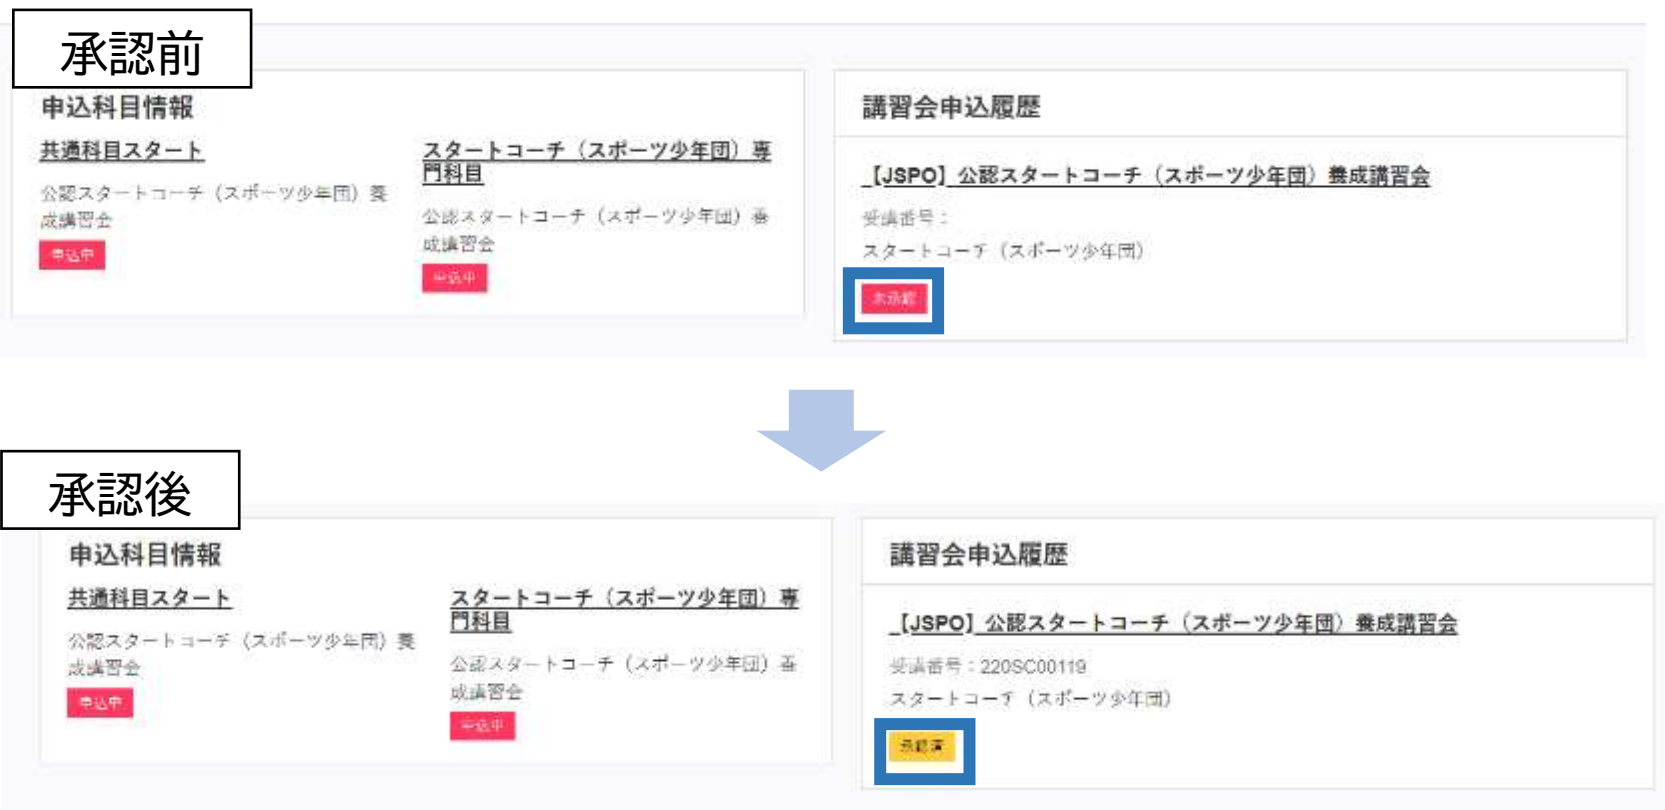 承認前
申込科目情報
共通科目スタート
公認スタートコーチ（スポーツ少年団）養
成講習会
申込中
スタートコーチ（スポーツ少年団）専
門科目
公認スタートコーチ（スポーツ少年団）養
成講習会
申込中
講習会申込履歴
【JSPO】公認スタートコーチ（スポーツ少年団）養成講習会
受講番号：
スタートコーチ（スポーツ少年団）
未承認
承認後
申込科目情報
共通科目スタート
公認スタートコーチ（スポーツ少年団）養
成講習会
申込中
スタートコーチ（スポーツ少年団）専
門科目
公認スタートコーチ（スポーツ少年団）養
成講習会
申込中
講習会申込履歴
【JSPO】公認スタートコーチ（スポーツ少年団）養成講習会
受講番号：220SC00119
スタートコーチ（スポーツ少年団）
承認済